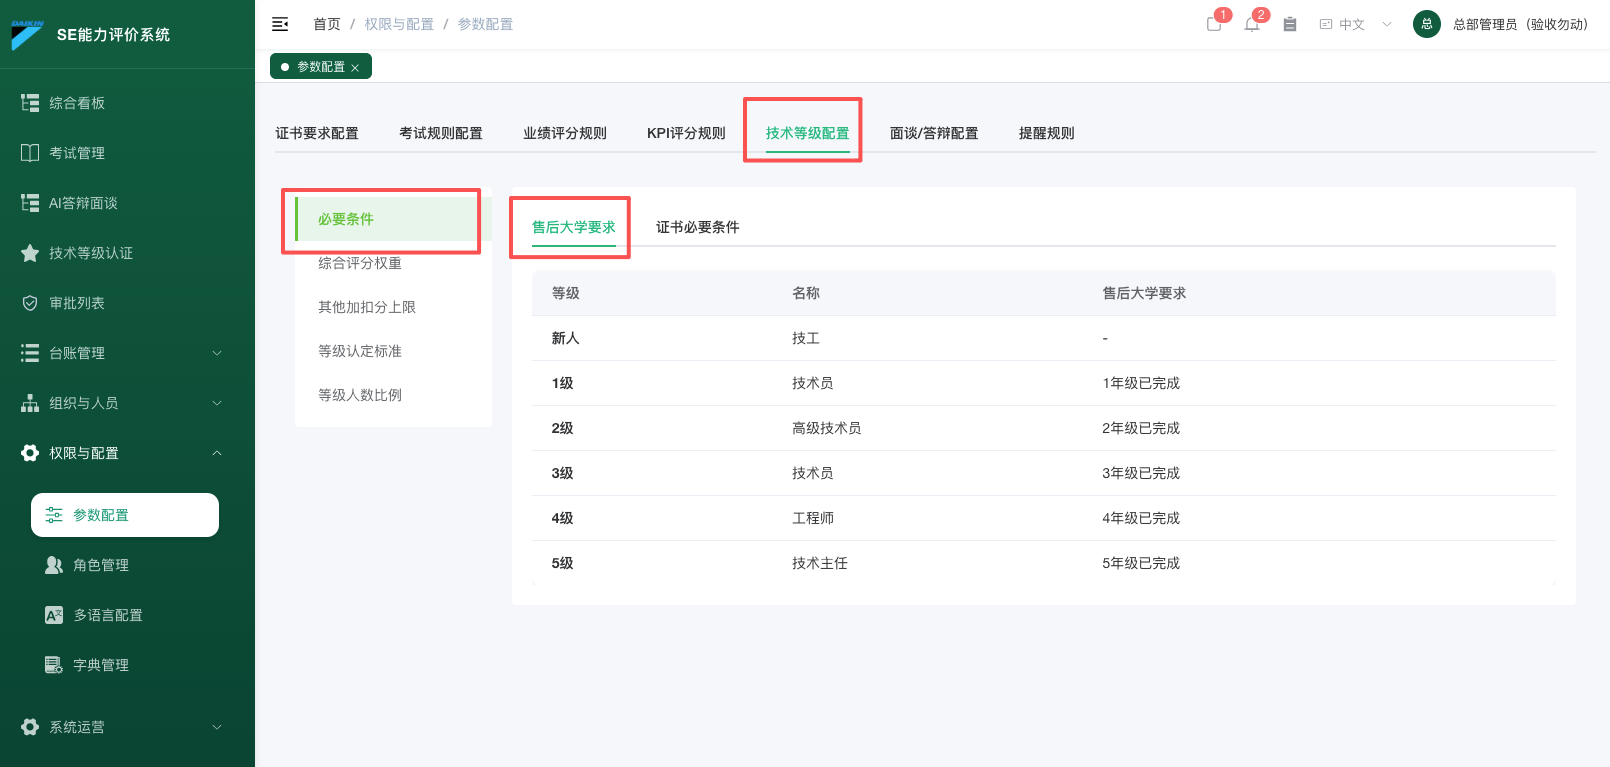 DAIKIN
SE能力评价系统
首页 / 权限与配置 / 参数配置
1
2
中文
总
总部管理员（验收勿动）
参数配置
综合看板
考试管理
AI答辩面谈
技术等级认证
审批列表
台账管理
组织与人员
权限与配置
参数配置
角色管理
多语言配置
字典管理
系统运营
证书要求配置 考试规则配置 业绩评分规则 KPI评分规则 技术等级配置 面谈/答辩配置 提醒规则
必要条件
综合评分权重
其他加扣分上限
等级认定标准
等级人数比例
售后大学要求 证书必要条件
等级 名称 售后大学要求
新人 技工 -
1级 技术员 1年级已完成
2级 高级技术员 2年级已完成
3级 技术员 3年级已完成
4级 工程师 4年级已完成
5级 技术主任 5年级已完成